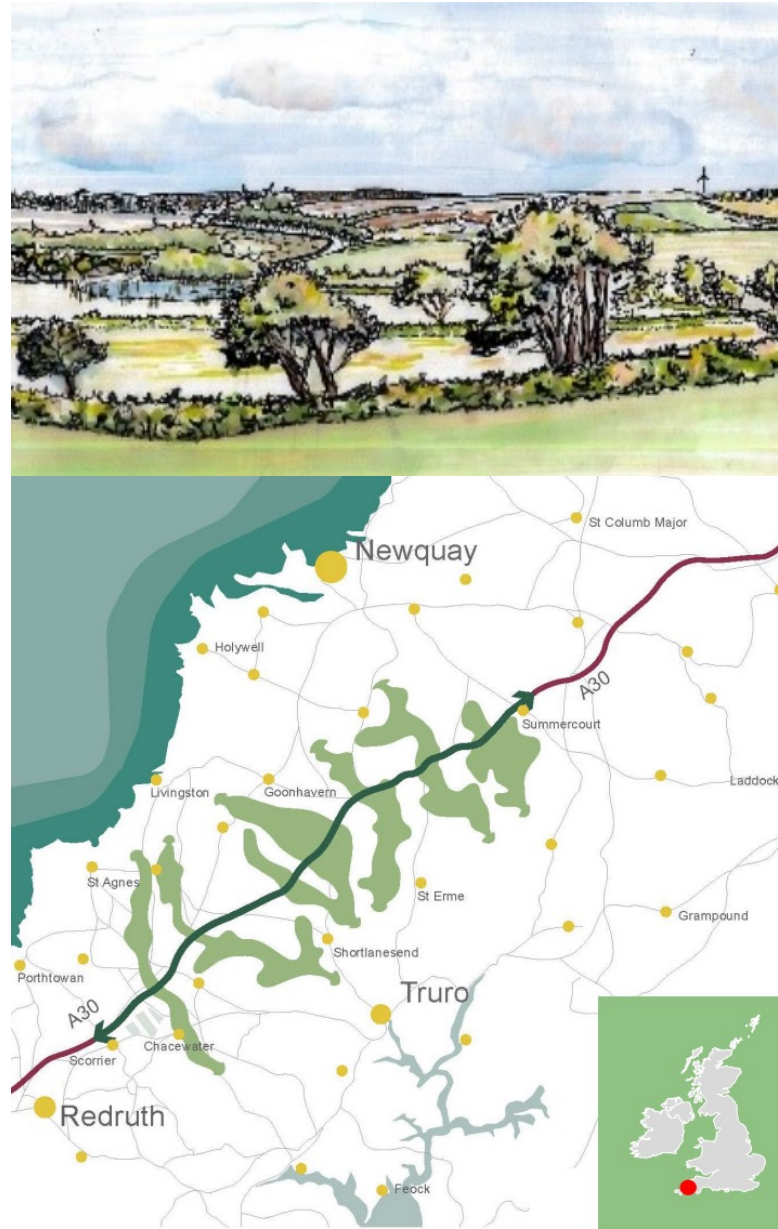 St Columb Major
Newquay
Holywell
A30
Summercourt
Livingston
Goonhavern
Laddock
St Agnes
St Erme
Grampound
Shortlanesend
Porthtowan
Truro
A30
Chacewater
Scorrier
Redruth
Feock